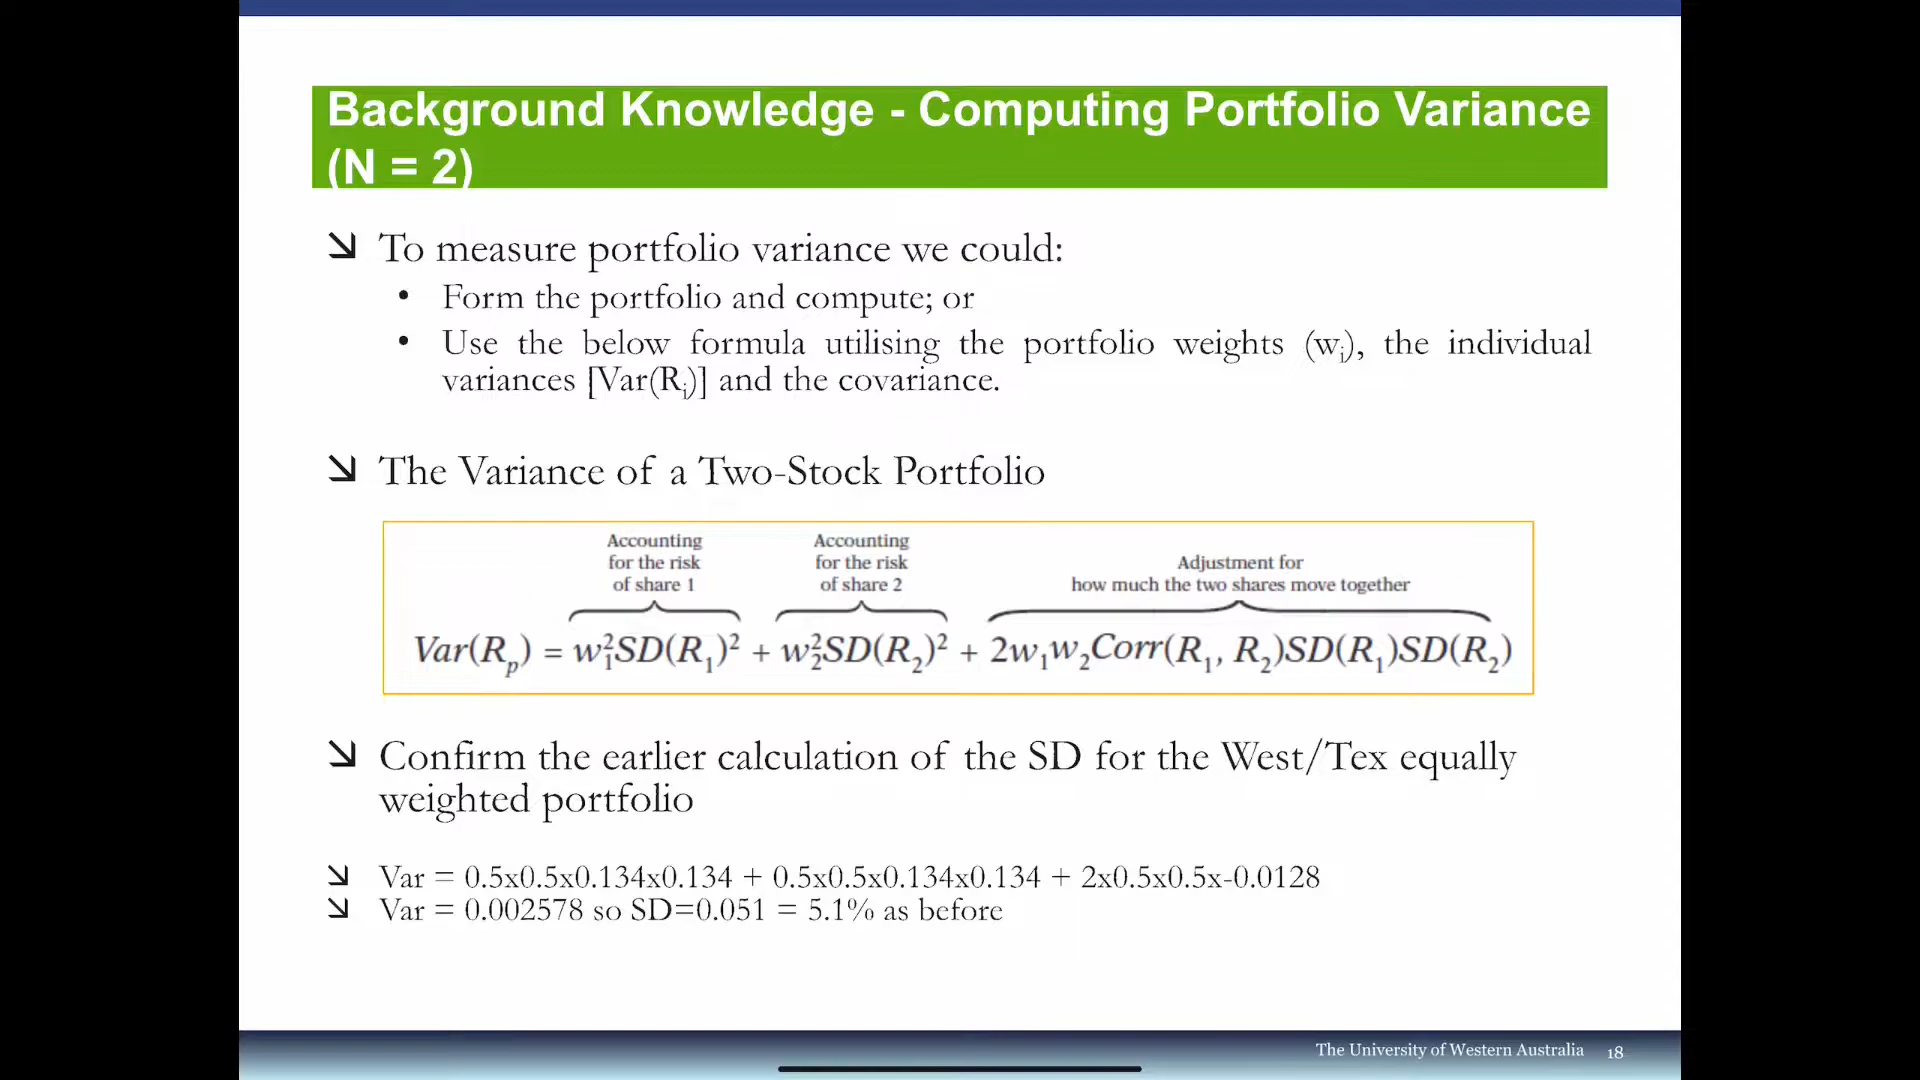 Background Knowledge - Computing Portfolio Variance
(N = 2)
To measure portfolio variance we could:
• Form the portfolio and compute; or
• Use the below formula utilising the portfolio weights (wᵢ), the individual
variances [Var(Rᵢ)] and the covariance.
The Variance of a Two-Stock Portfolio
Accounting
for the risk
of share 1
Accounting
for the risk
of share 2
Adjustment for
how much the two shares move together
Var(Rₚ) = w₁²SD(R₁)² + w₂²SD(R₂)² + 2w₁w₂Corr(R₁, R₂)SD(R₁)SD(R₂)
Confirm the earlier calculation of the SD for the West/Tex equally
weighted portfolio
Var = 0.5x0.5x0.134x0.134 + 0.5x0.5x0.134x0.134 + 2x0.5x0.5x-0.0128
Var = 0.002578 so SD=0.051 = 5.1% as before
The University of Western Australia 18